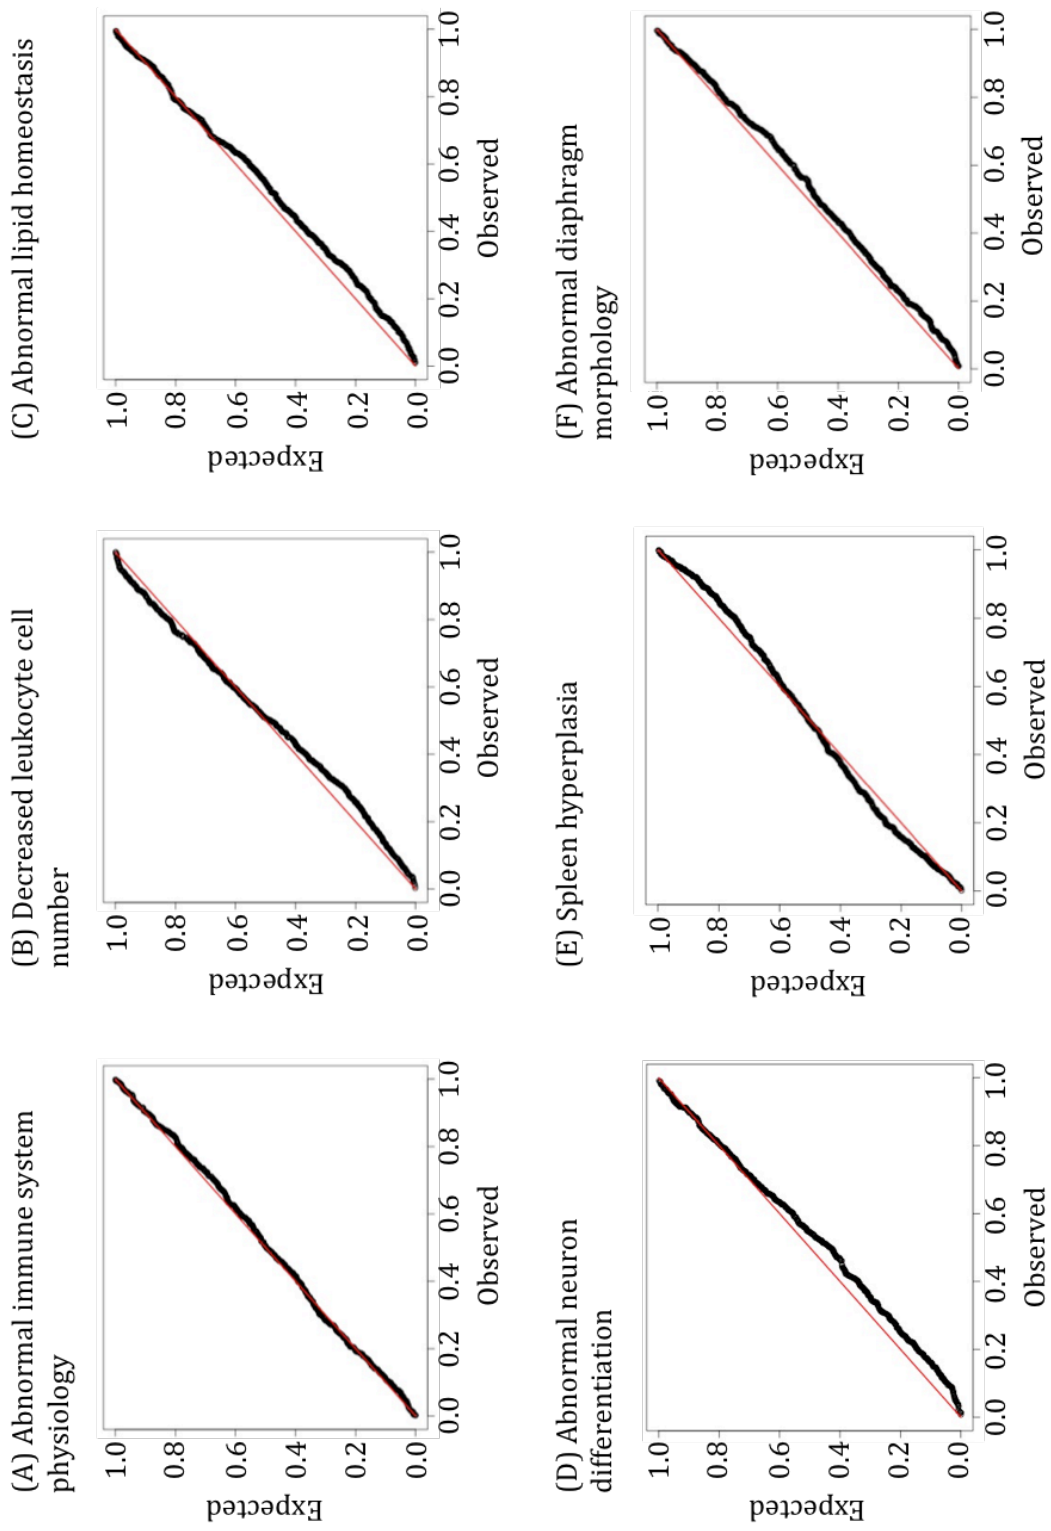 (A) Abnormal immune system
physiology
Expected
1.0
0.8
0.6
0.4
0.2
0.0
0.0 0.2 0.4 0.6 0.8 1.0
Observed
(B) Decreased leukocyte cell
number
Expected
1.0
0.8
0.6
0.4
0.2
0.0
0.0 0.2 0.4 0.6 0.8 1.0
Observed
(C) Abnormal lipid homeostasis
Expected
1.0
0.8
0.6
0.4
0.2
0.0
0.0 0.2 0.4 0.6 0.8 1.0
Observed
(D) Abnormal neuron
differentiation
Expected
1.0
0.8
0.6
0.4
0.2
0.0
0.0 0.2 0.4 0.6 0.8 1.0
Observed
(E) Spleen hyperplasia
Expected
1.0
0.8
0.6
0.4
0.2
0.0
0.0 0.2 0.4 0.6 0.8 1.0
Observed
(F) Abnormal diaphragm
morphology
Expected
1.0
0.8
0.6
0.4
0.2
0.0
0.0 0.2 0.4 0.6 0.8 1.0
Observed